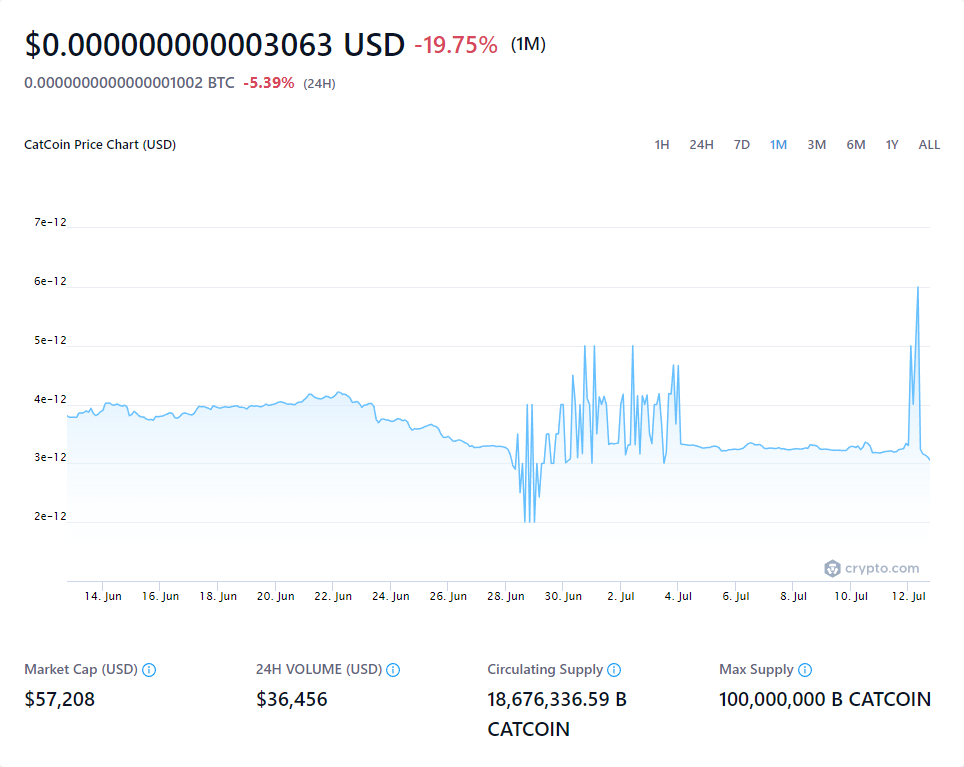 $0.000000000003063 USD -19.75% (1M)
0.0000000000000001002 BTC -5.39% (24H)
CatCoin Price Chart (USD)
1H 24H 7D 1M 3M 6M 1Y ALL
7e-12
6e-12
5e-12
4e-12
3e-12
2e-12
crypto.com
14. Jun 16. Jun 18. Jun 20. Jun 22. Jun 24. Jun 26. Jun 28. Jun 30. Jun 2. Jul 4. Jul 6. Jul 8. Jul 10. Jul 12. Jul
Market Cap (USD) 24H VOLUME (USD) Circulating Supply Max Supply
$57,208 $36,456 18,676,336.59 B 100,000,000 B CATCOIN
CATCOIN